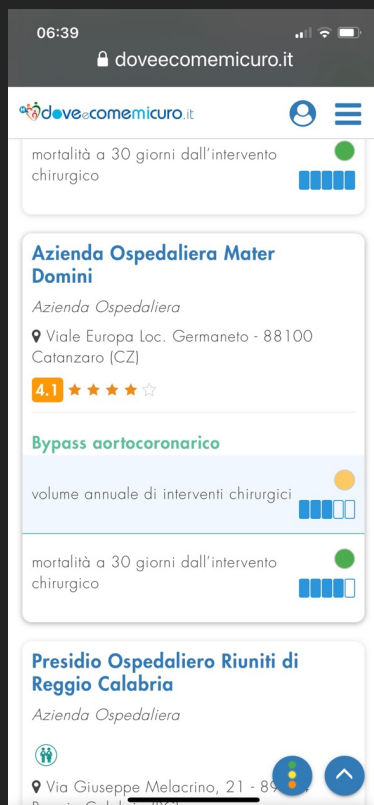 06:39
doveecomemicuro.it
doveecomemicuro.it
mortalità a 30 giorni dall'intervento
chirurgico
Azienda Ospedaliera Mater
Domini
Azienda Ospedaliera
Viale Europa Loc. Germaneto - 88100
Catanzaro (CZ)
4.1
Bypass aortocoronarico
volume annuale di interventi chirurgici
mortalità a 30 giorni dall'intervento
chirurgico
Presidio Ospedaliero Riuniti di
Reggio Calabria
Azienda Ospedaliera
Via Giuseppe Melacrino, 21 -